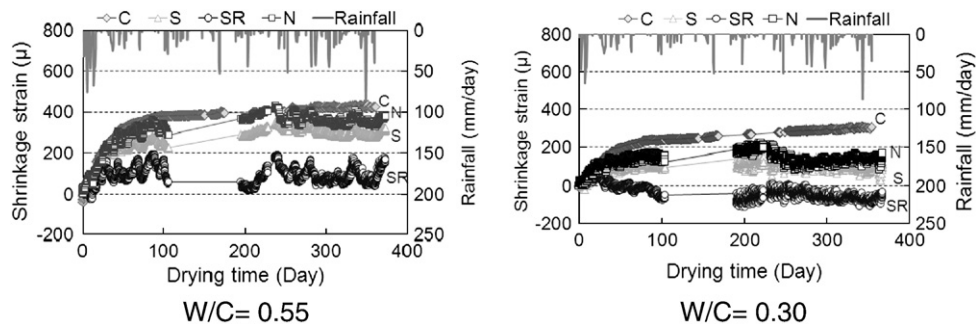 C S SR N Rainfall
Shrinkage strain (μ)
800
600
400
200
0
-200
0
50
100
150
200
250
Rainfall (mm/day)
C
N
S
SR
0 100 200 300 400
Drying time (Day)
W/C= 0.55
C S SR N Rainfall
Shrinkage strain (μ)
800
600
400
200
0
-200
0
50
100
150
200
250
Rainfall (mm/day)
C
N
S
SR
0 100 200 300 400
Drying time (Day)
W/C= 0.30